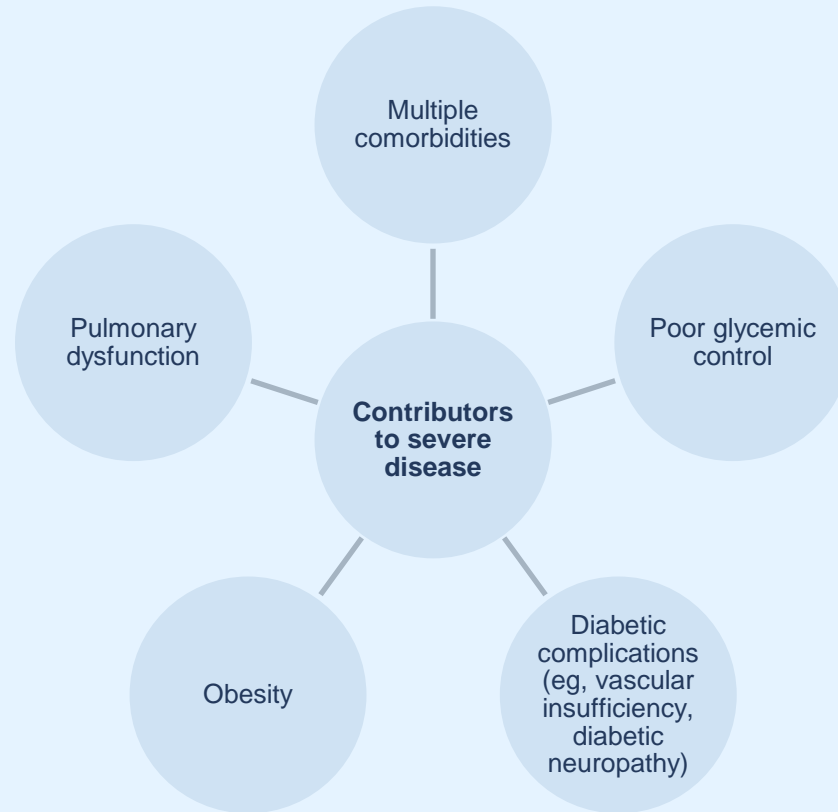 Multiple
comorbidities
Pulmonary
dysfunction
Poor glycemic
control
Contributors
to severe
disease
Obesity
Diabetic
complications
(eg, vascular
insufficiency,
diabetic
neuropathy)